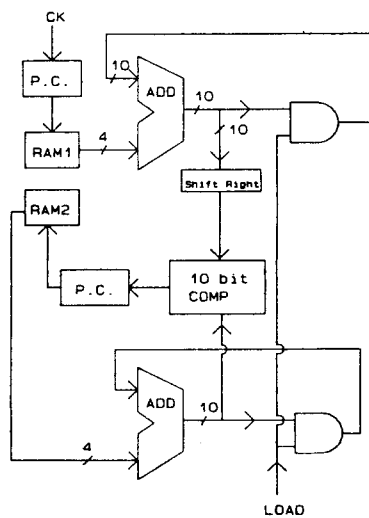 CK
P.C.
RAM1
4
10
ADD
10
10
Shift Right
RAM2
P.C.
10 bit
COMP
ADD
10
4
LOAD